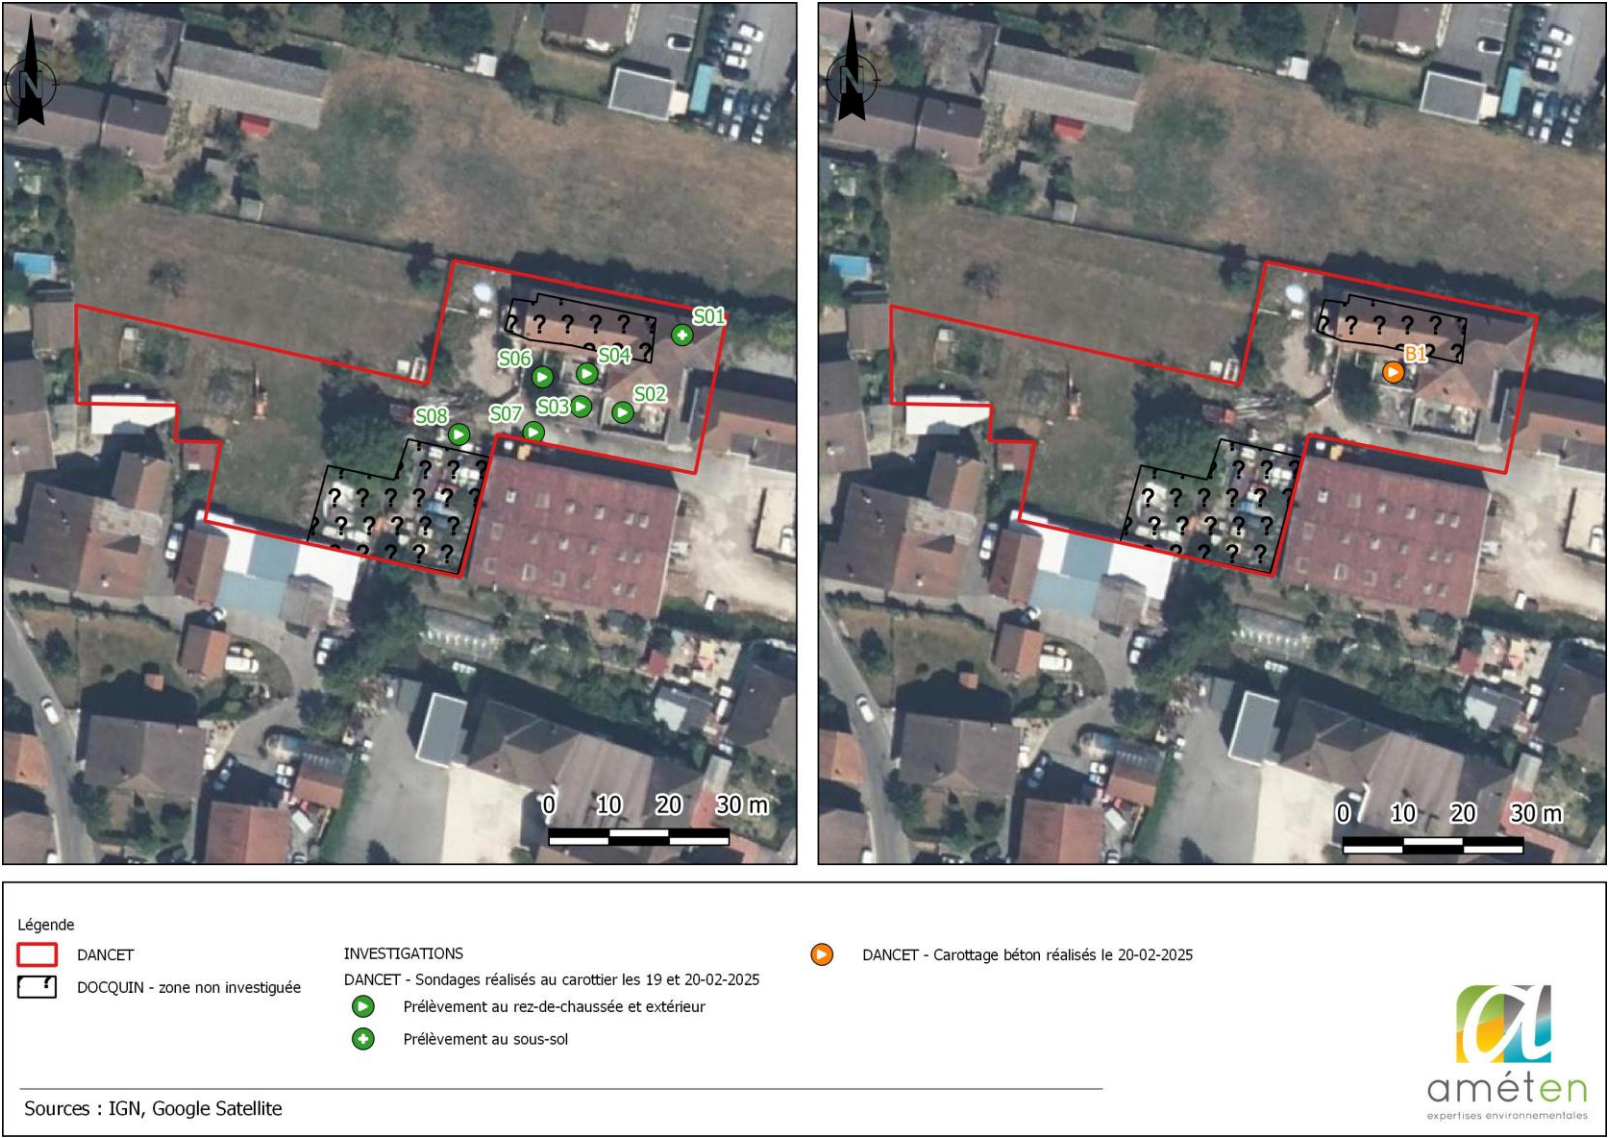 N
N
S01
S06
S04
S02
S03
S07
S08
B1
? ? ? ? ? ? ?
? ? ? ? ? ? ?
? ? ?
? ? ? ? ? ?
? ? ? ? ? ?
? ? ? ? ?
? ? ?
? ? ? ? ? ?
? ? ? ? ? ?
? ? ? ? ?
0 10 20 30 m
0 10 20 30 m
Légende
DANCET
? DOCQUIN - zone non investiguée
INVESTIGATIONS
DANCET - Sondages réalisés au carottier les 19 et 20-02-2025
Prélèvement au rez-de-chaussée et extérieur
Prélèvement au sous-sol
DANCET - Carottage béton réalisés le 20-02-2025
Sources : IGN, Google Satellite
a
améten
expertises environnementales